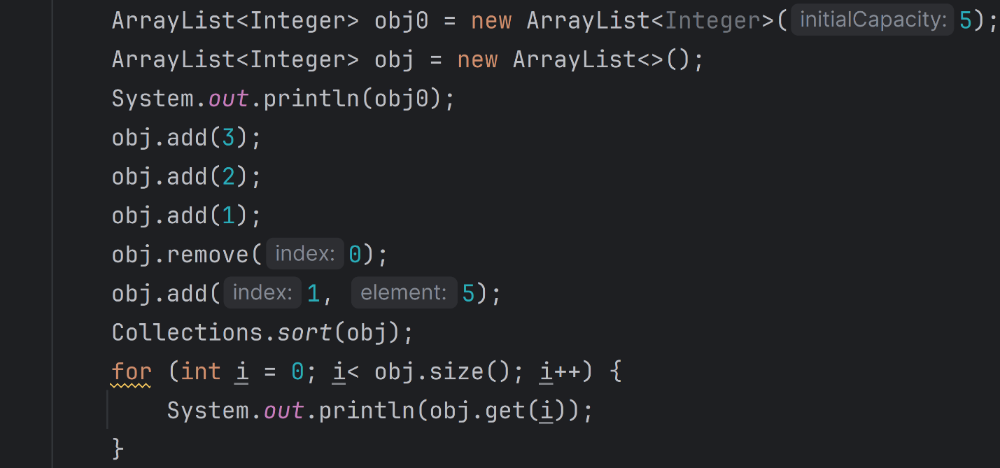 ArrayList<Integer> obj0 = new ArrayList<Integer>( initialCapacity: 5);
ArrayList<Integer> obj = new ArrayList<>();
System.out.println(obj0);
obj.add(3);
obj.add(2);
obj.add(1);
obj.remove( index: 0);
obj.add( index: 1, element: 5);
Collections.sort(obj);
for (int i = 0; i< obj.size(); i++) {
    System.out.println(obj.get(i));
}